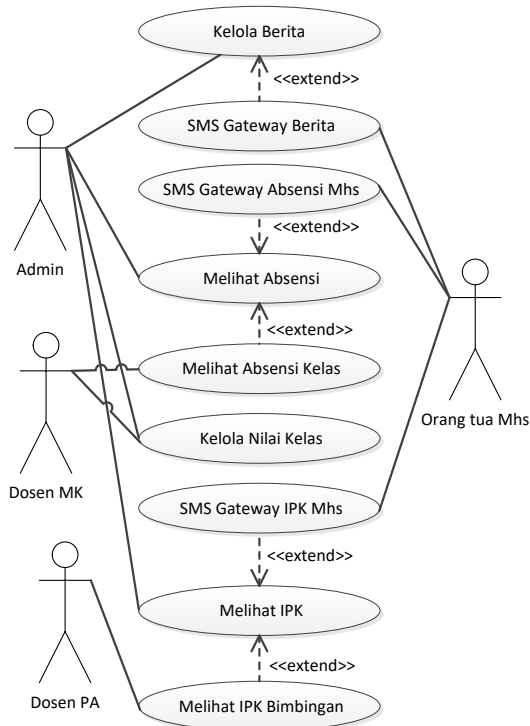 Kelola Berita
<<extend>>
SMS Gateway Berita
SMS Gateway Absensi Mhs
<<extend>>
Admin
Melihat Absensi
<<extend>>
Melihat Absensi Kelas
Orang tua Mhs
Kelola Nilai Kelas
Dosen MK
SMS Gateway IPK Mhs
<<extend>>
Melihat IPK
<<extend>>
Dosen PA
Melihat IPK Bimbingan